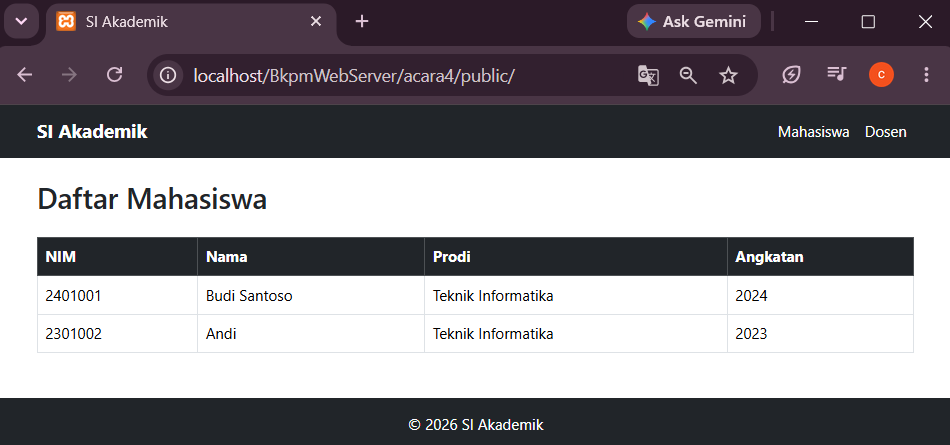 SI Akademik
Ask Gemini
localhost/BkpmWebServer/acara4/public/
C
SI Akademik Mahasiswa Dosen
Daftar Mahasiswa
NIM Nama Prodi Angkatan
2401001 Budi Santoso Teknik Informatika 2024
2301002 Andi Teknik Informatika 2023
© 2026 SI Akademik